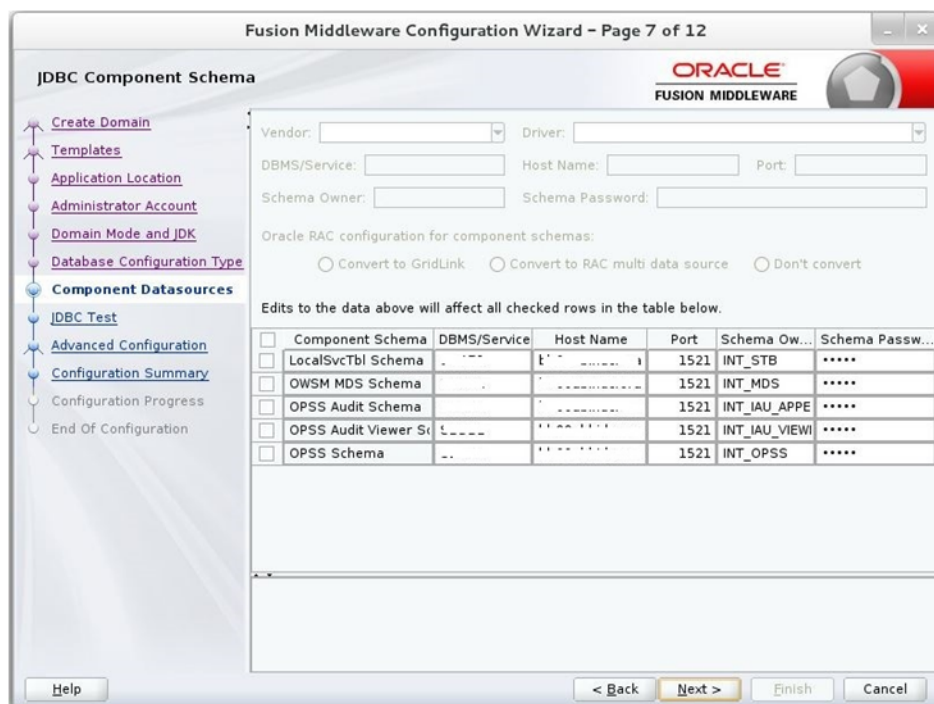 Fusion Middleware Configuration Wizard – Page 7 of 12
JDBC Component Schema
ORACLE
FUSION MIDDLEWARE
Create Domain
Templates
Application Location
Administrator Account
Domain Mode and JDK
Database Configuration Type
Component Datasources
JDBC Test
Advanced Configuration
Configuration Summary
Configuration Progress
End Of Configuration
Vendor: Driver:
DBMS/Service: Host Name: Port:
Schema Owner: Schema Password:
Oracle RAC configuration for component schemas:
Convert to GridLink Convert to RAC multi data source Don't convert
Edits to the data above will affect all checked rows in the table below.
Component Schema DBMS/Service Host Name Port Schema Ow... Schema Passw...
LocalSvcTbl Schema 1521 INT_STB •••••
OWSM MDS Schema 1521 INT_MDS •••••
OPSS Audit Schema 1521 INT_IAU_APPE •••••
OPSS Audit Viewer Sc 1521 INT_IAU_VIEWI •••••
OPSS Schema 1521 INT_OPSS •••••
Help < Back Next > Finish Cancel